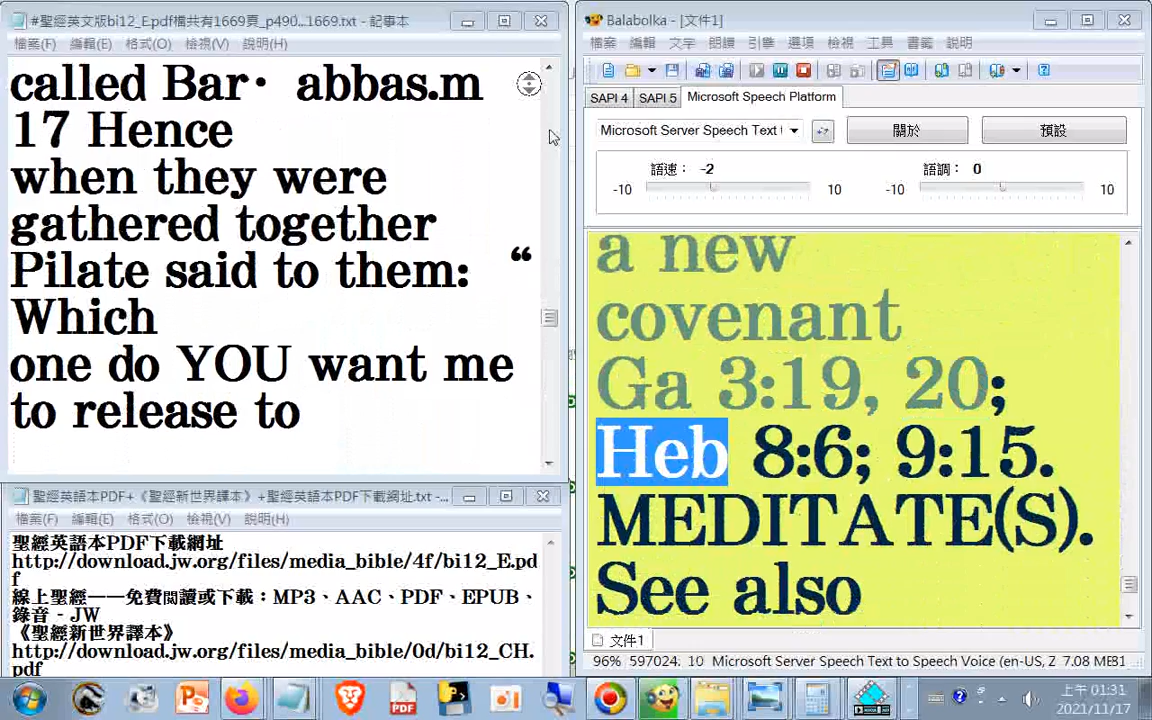 #聖經英文版bi12_E.pdf檔共有1669頁_p490...1669.txt - 記事本
檔案(F) 編輯(E) 格式(O) 檢視(V) 說明(H)
called Bar· abbas.m
17 Hence
when they were
gathered together
Pilate said to them: “
Which
one do YOU want me
to release to
聖經英語本PDF+《聖經新世界譯本》+聖經英語本PDF下載網址.txt -...
檔案(F) 編輯(E) 格式(O) 檢視(V) 說明(H)
聖經英語本PDF下載網址
http://download.jw.org/files/media_bible/4f/bi12_E.pd
f
線上聖經——免費閱讀或下載：MP3、AAC、PDF、EPUB、
錄音 - JW
《聖經新世界譯本》
http://download.jw.org/files/media_bible/0d/bi12_CH.
pdf
Balabolka - [文件1]
檔案 編輯 文字 朗讀 引擎 選項 檢視 工具 書籤 說明
SAPI 4 SAPI 5 Microsoft Speech Platform
Microsoft Server Speech Text t 關於 預設
語速： -2 語調： 0
-10 10 -10 10
a new
covenant
Ga 3:19, 20;
Heb 8:6; 9:15.
MEDITATE(S).
See also
文件1
96% 597024: 10 Microsoft Server Speech Text to Speech Voice (en-US, Z 7.08 MB1
上午 01:31
2021/11/17